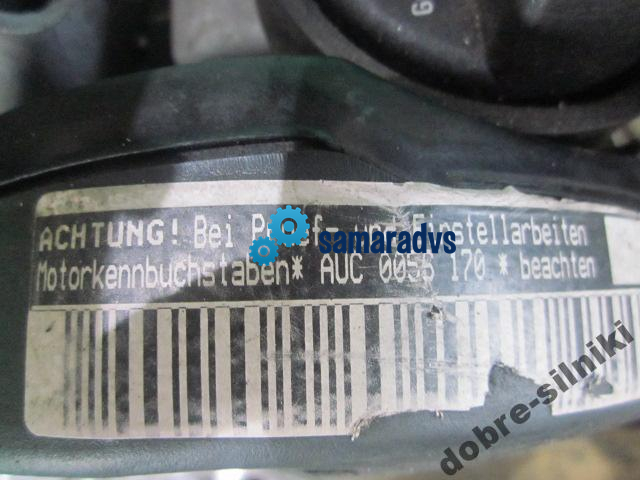 G
ACHTUNG! Bei Einstellarbeiten
samaradvs
Motorkennbuchstaben* AUC 170 * beachten
dobre-silniki